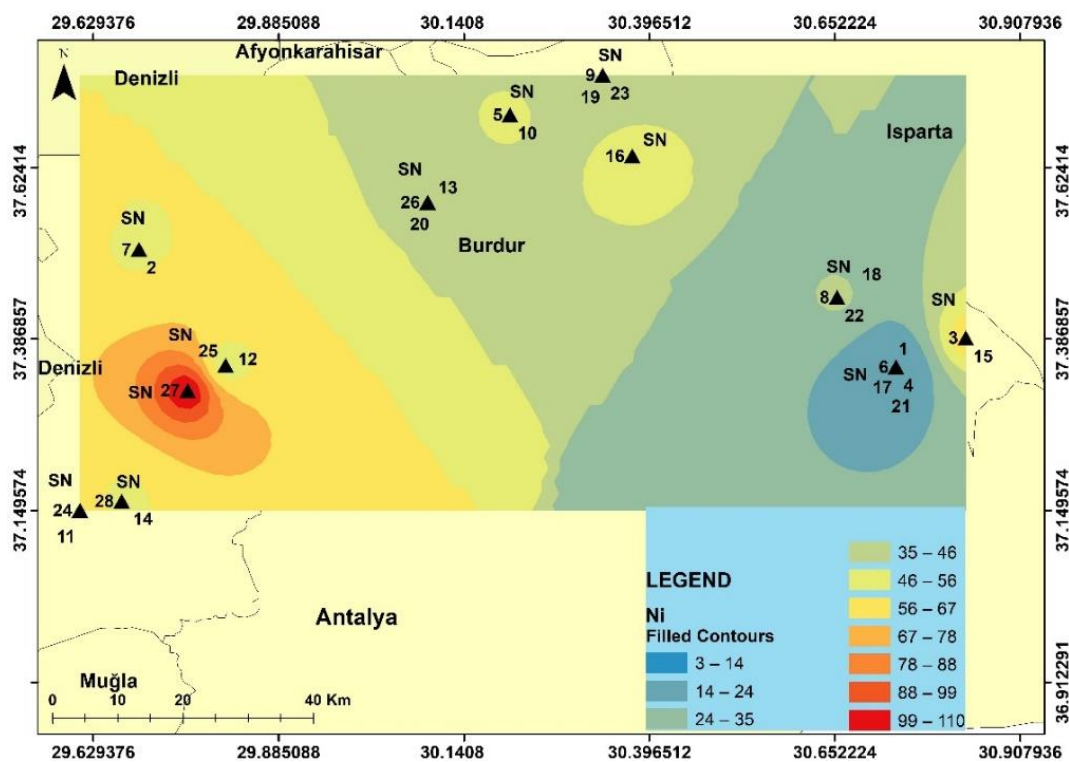 29.629376 29.885088 30.1408 30.396512 30.652224 30.907936
N
Afyonkarahisar
Denizli
SN
9
19 23
SN
5
10
Isparta
SN
16
37.62414 37.62414
SN
13
26
20
SN
7
2
Burdur
SN 18
8
22
SN
3
15
37.386857 37.386857
SN
25 12
Denizli
SN 27
1
6
SN
17 4
21
SN
24
11
SN
28
14
37.149574 37.149574
Antalya
LEGEND
Ni
Filled Contours
3 – 14
14 – 24
24 – 35
35 – 46
46 – 56
56 – 67
67 – 78
78 – 88
88 – 99
99 – 110
36.912291
Muğla
0 10 20 40 Km
29.629376 29.885088 30.1408 30.396512 30.652224 30.907936